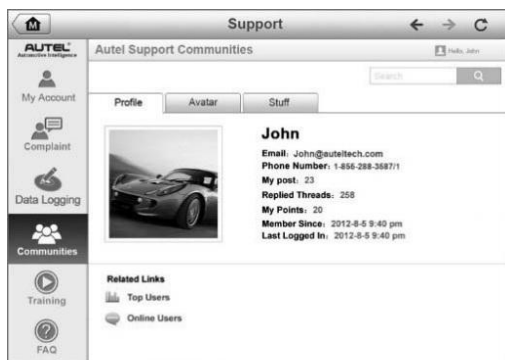 M
Support
AUTEL
Automotive Intelligence
Autel Support Communities
Hello, John
Search
My Account
Profile
Avatar
Stuff
John
Email: John@auteltech.com
Phone Number: 1-856-288-3587/1
My post: 23
Replied Threads: 258
My Points: 20
Member Since: 2012-8-5 9:40 pm
Last Logged In: 2012-8-5 9:40 pm
Complaint
Data Logging
Communities
Training
FAQ
Related Links
Top Users
Online Users